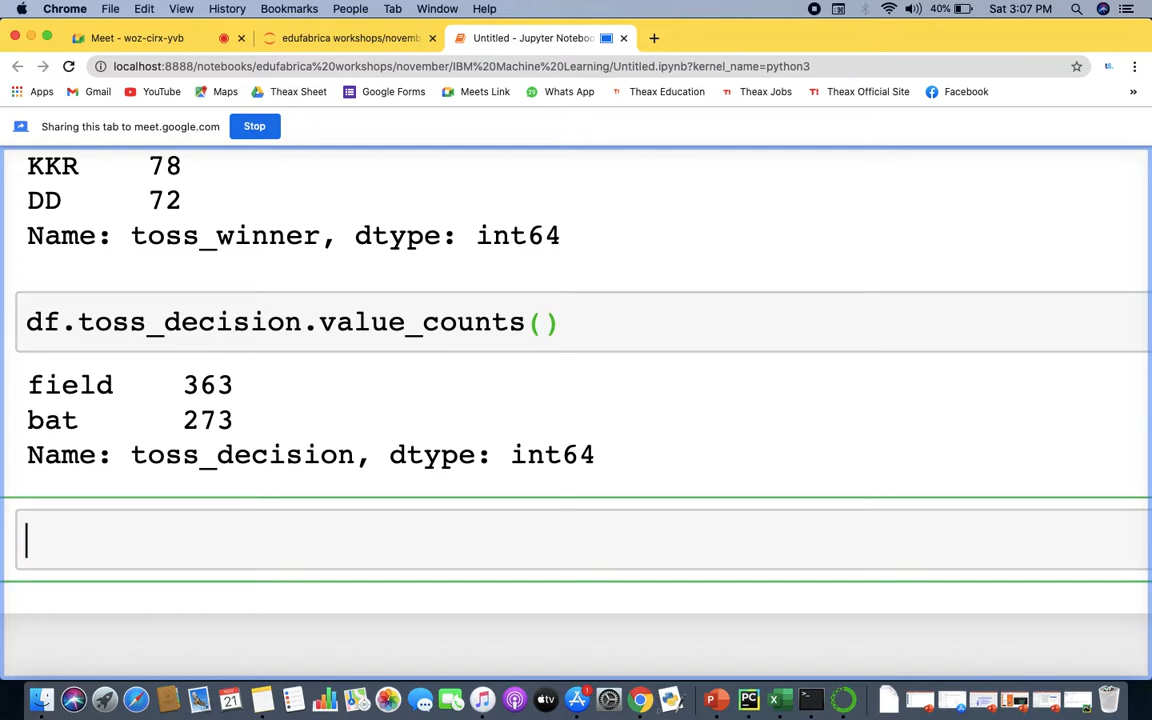 Chrome File Edit View History Bookmarks People Tab Window Help 40% Sat 3:07 PM
Meet - woz-cirx-yvb edufabrica workshops/novemb Untitled - Jupyter Noteboo
localhost:8888/notebooks/edufabrica%20workshops/november/IBM%20Machine%20Learning/Untitled.ipynb?kernel_name=python3
Apps Gmail YouTube Maps Theax Sheet Google Forms Meets Link Whats App Theax Education Theax Jobs Theax Official Site Facebook »
Sharing this tab to meet.google.com Stop
KKR 78
DD 72
Name: toss_winner, dtype: int64
df.toss_decision.value_counts()
field 363
bat 273
Name: toss_decision, dtype: int64